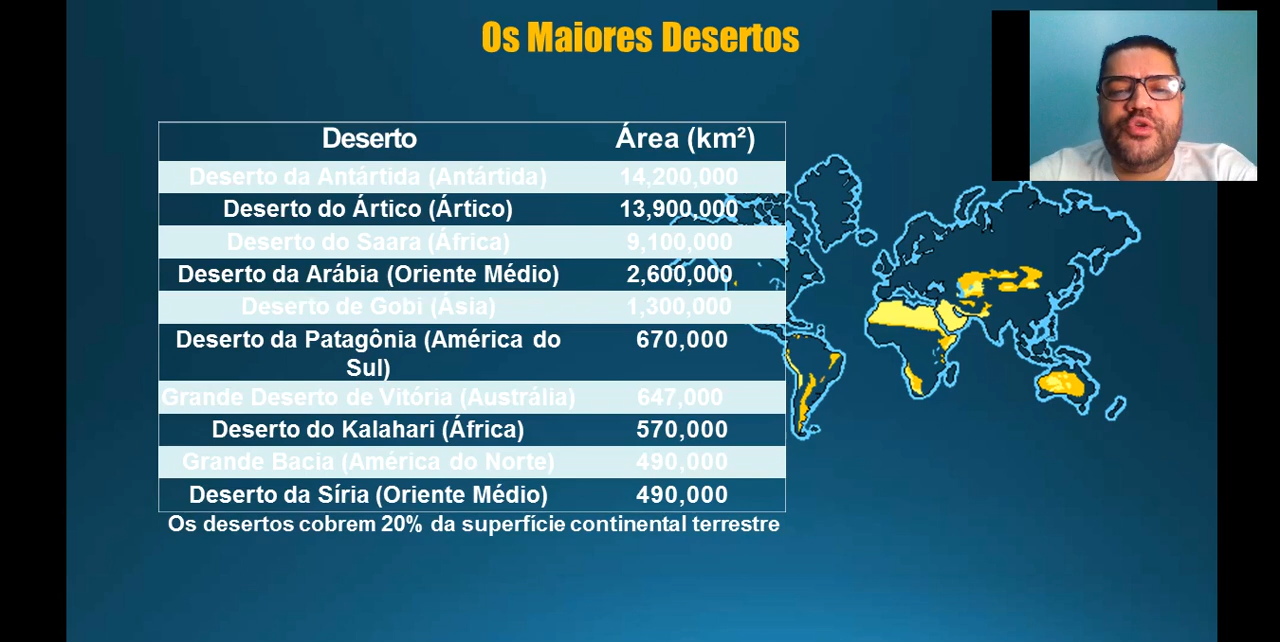 Os Maiores Desertos
Deserto Área (km²)
Deserto da Antártida (Antártida) 14,200,000
Deserto do Ártico (Ártico) 13,900,000
Deserto do Saara (África) 9,100,000
Deserto da Arábia (Oriente Médio) 2,600,000
Deserto de Gobi (Ásia) 1,300,000
Deserto da Patagônia (América do 670,000
Sul)
Grande Deserto de Vitória (Austrália) 647,000
Deserto do Kalahari (África) 570,000
Grande Bacia (América do Norte) 490,000
Deserto da Síria (Oriente Médio) 490,000
Os desertos cobrem 20% da superfície continental terrestre